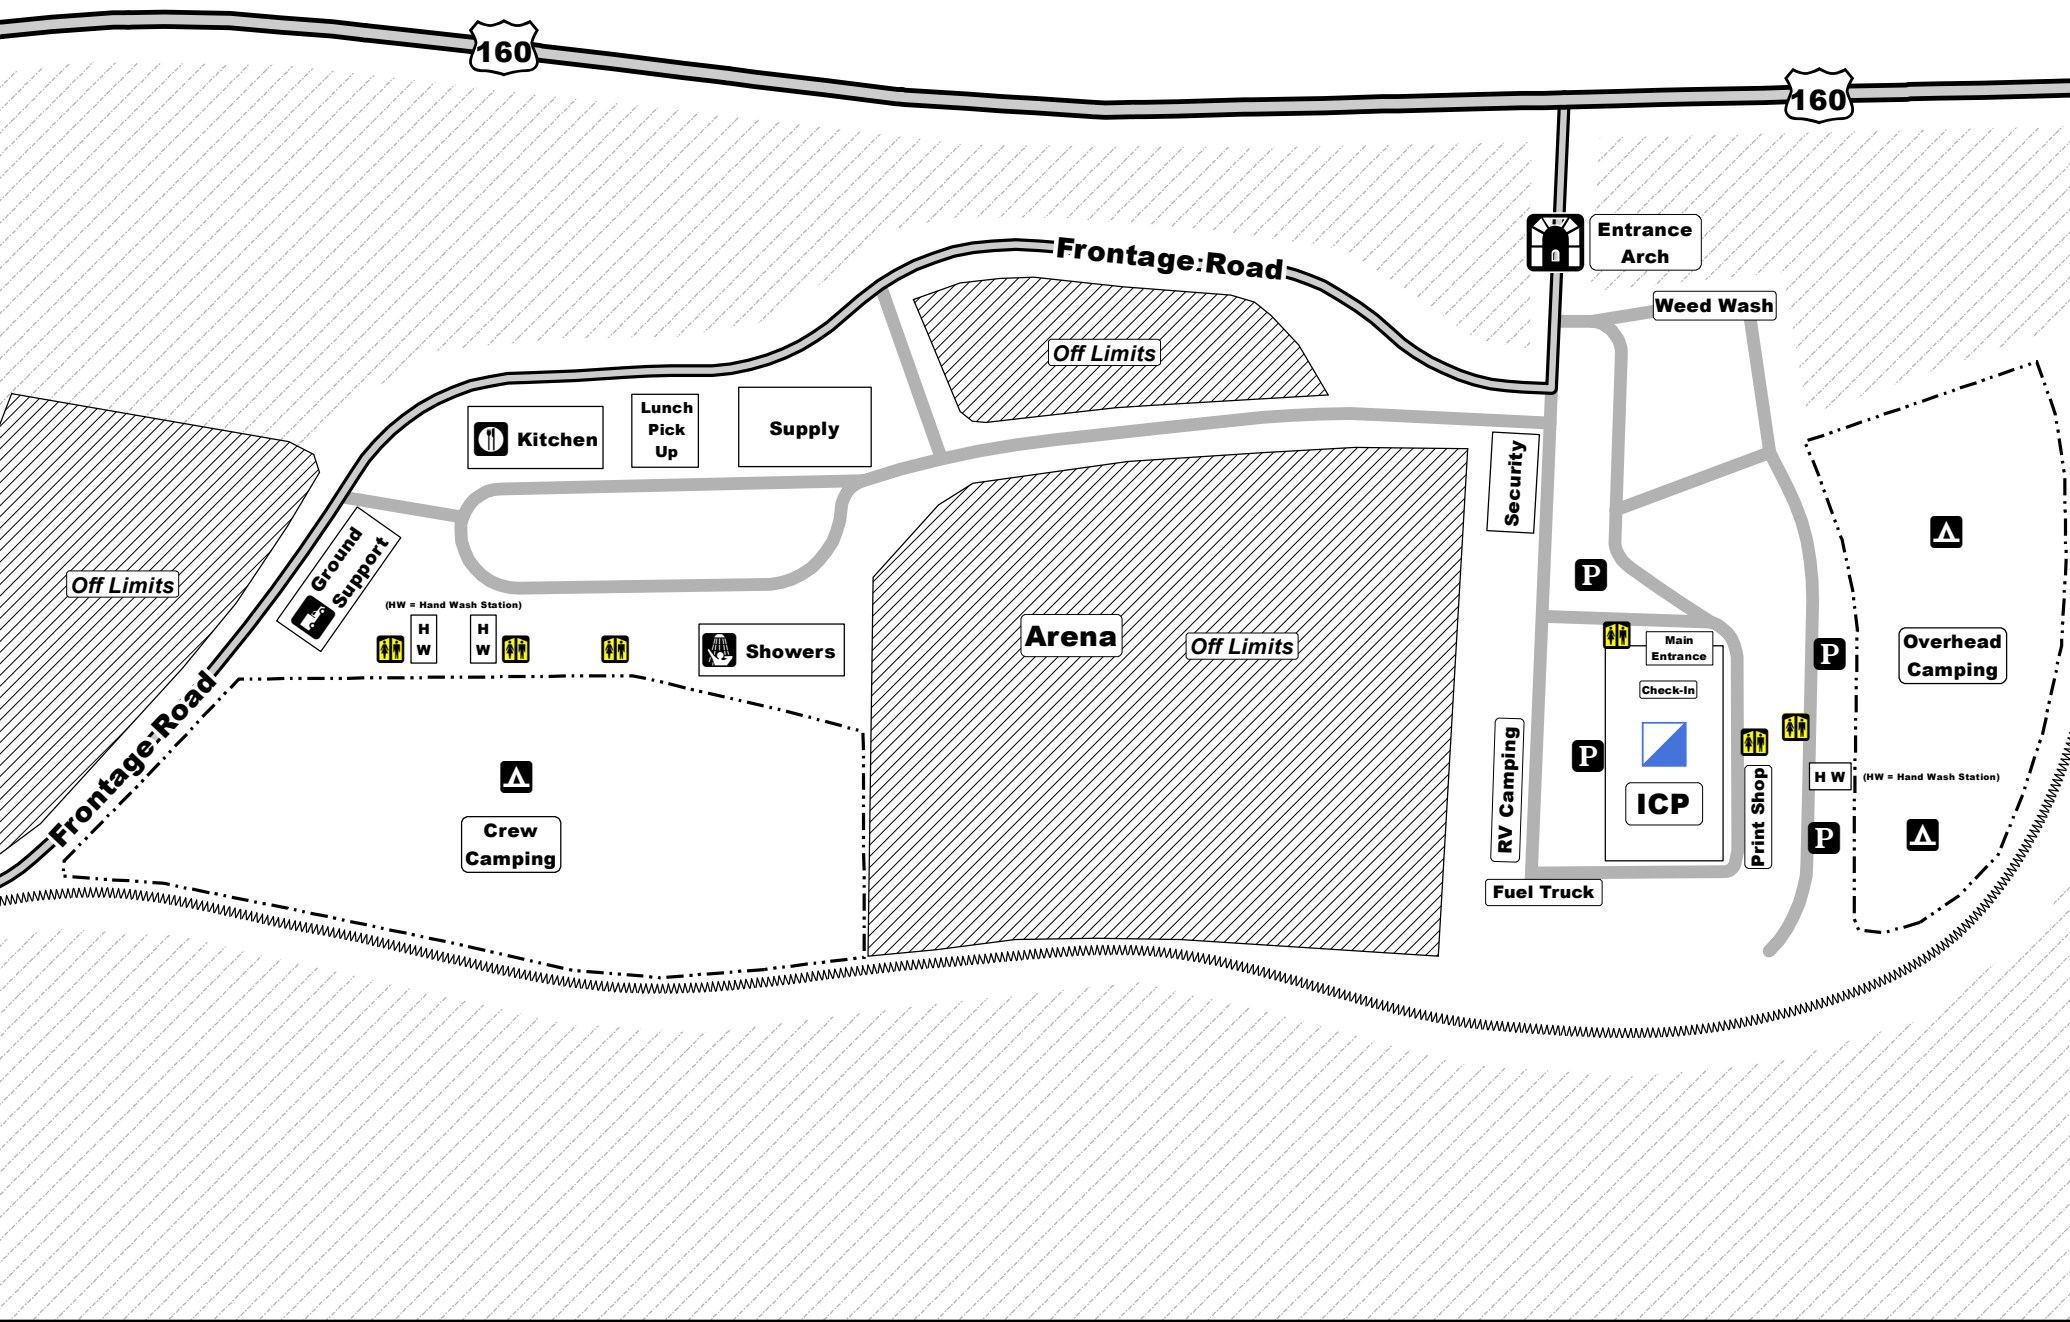 160
160
Entrance
Arch
Frontage Road
Weed Wash
Off Limits
Kitchen
Lunch
Pick
Up
Supply
Security
Ground
Support
Off Limits
(HW = Hand Wash Station)
H
W
H
W
Showers
Arena
Off Limits
P
Main
Entrance
Check-In
P
Overhead
Camping
Frontage Road
RV Camping
P
ICP
Print Shop
H W
(HW = Hand Wash Station)
P
Crew
Camping
Fuel Truck